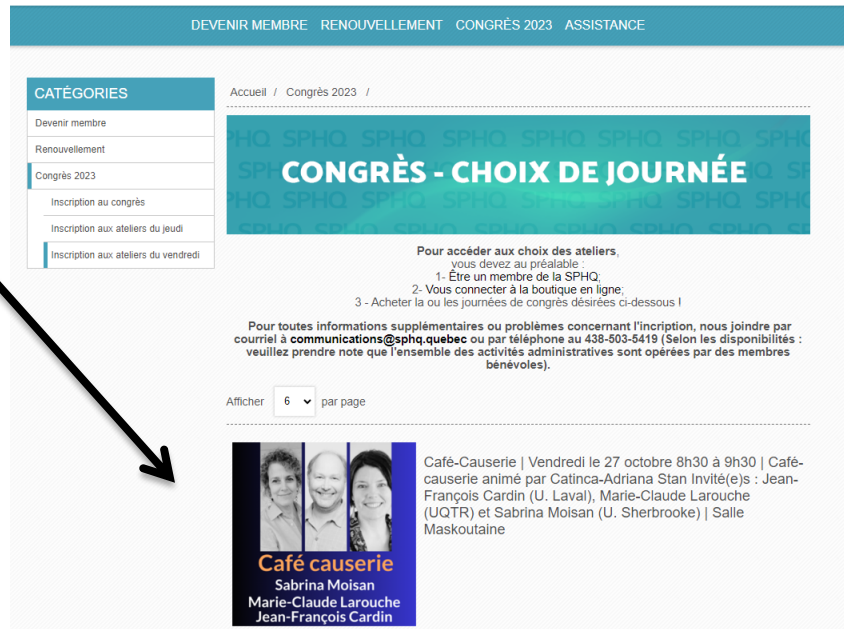 DEVENIR MEMBRE RENOUVELLEMENT CONGRÈS 2023 ASSISTANCE
CATÉGORIES
Devenir membre
Renouvellement
Congrès 2023
Inscription au congrès
Inscription aux ateliers du jeudi
Inscription aux ateliers du vendredi
Accueil / Congrès 2023 /
PHQ SPHQ SPHQ SPHQ SPHQ SPHQ SPHQ
CONGRÈS - CHOIX DE JOURNÉE
Pour accéder aux choix des ateliers,
vous devez au préalable :
1- Être un membre de la SPHQ;
2- Vous connecter à la boutique en ligne;
3 - Acheter la ou les journées de congrès désirées ci-dessous !
Pour toutes informations supplémentaires ou problèmes concernant l'incription, nous joindre par
courriel à communications@sphq.quebec ou par téléphone au 438-503-5419 (Selon les disponibilités :
veuillez prendre note que l'ensemble des activités administratives sont opérées par des membres
bénévoles).
Afficher 6 par page
Café causerie
Sabrina Moisan
Marie-Claude Larouche
Jean-François Cardin
Café-Causerie | Vendredi le 27 octobre 8h30 à 9h30 | Café-
causerie animé par Catinca-Adriana Stan Invité(e)s : Jean-
François Cardin (U. Laval), Marie-Claude Larouche
(UQTR) et Sabrina Moisan (U. Sherbrooke) | Salle
Maskoutaine